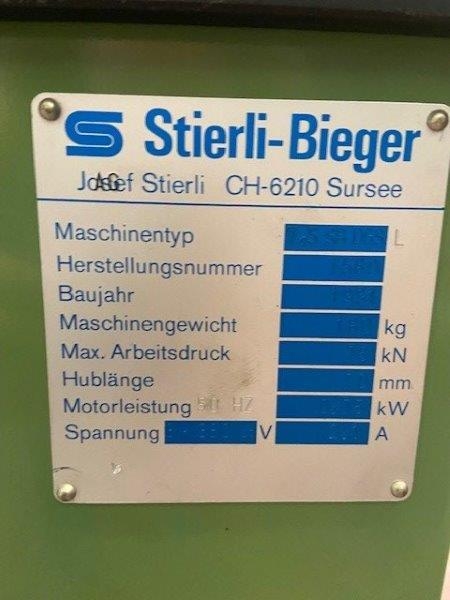 Stierli-Bieger
Josef Stierli CH-6210 Sursee
AG
Maschinentyp L
Herstellungsnummer
Baujahr
Maschinengewicht kg
Max. Arbeitsdruck kN
Hublänge mm
Motorleistung 50 HZ kW
Spannung V A